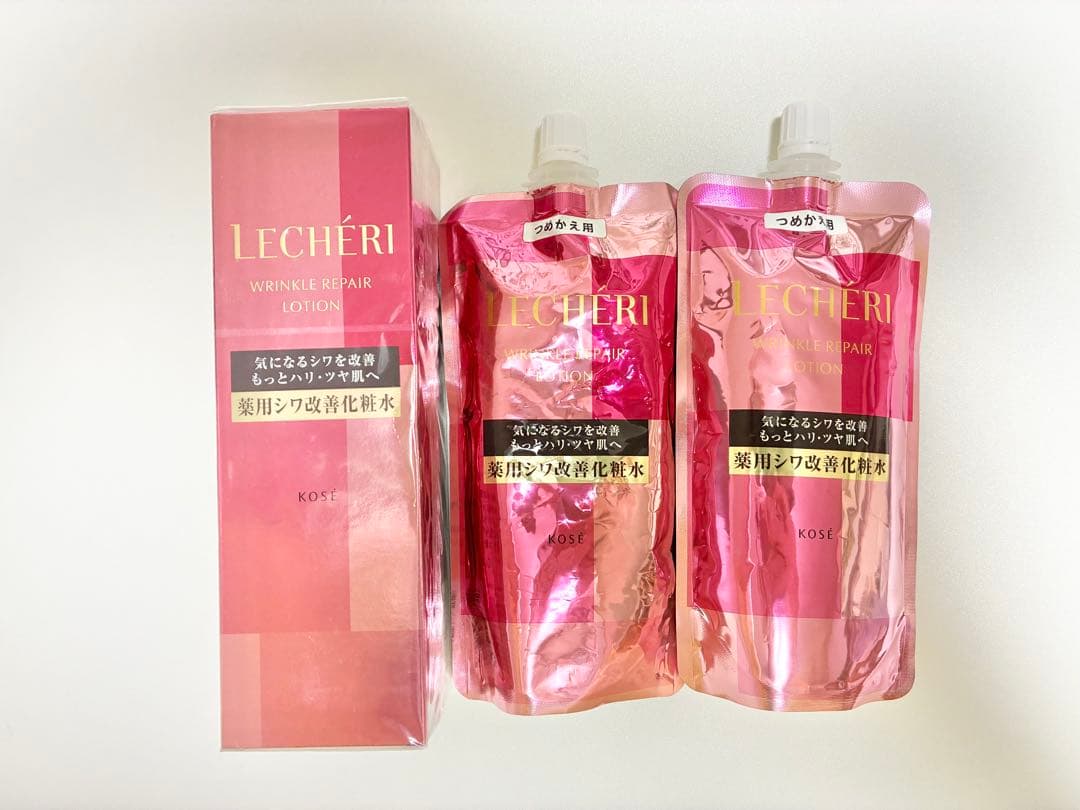 LECHÉRI
WRINKLE REPAIR
LOTION
気になるシワを改善
もっとハリ・ツヤ肌へ
薬用シワ改善化粧水
KOSÉ
つめかえ用
LECHÉRI
WRINKLE REPAIR
LOTION
気になるシワを改善
もっとハリ・ツヤ肌へ
薬用シワ改善化粧水
KOSÉ
つめかえ用
LECHÉRI
WRINKLE REPAIR
LOTION
気になるシワを改善
もっとハリ・ツヤ肌へ
薬用シワ改善化粧水
KOSÉ